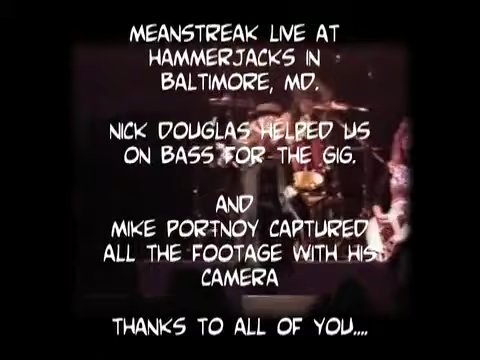 MEANSTREAK LIVE AT
HAMMERJACKS IN
BALTIMORE, MD.
NICK DOUGLAS HELPED US
ON BASS FOR THE GIG.
AND
MIKE PORTNOY CAPTURED
ALL THE FOOTAGE WITH HIS
CAMERA
THANKS TO ALL OF YOU....